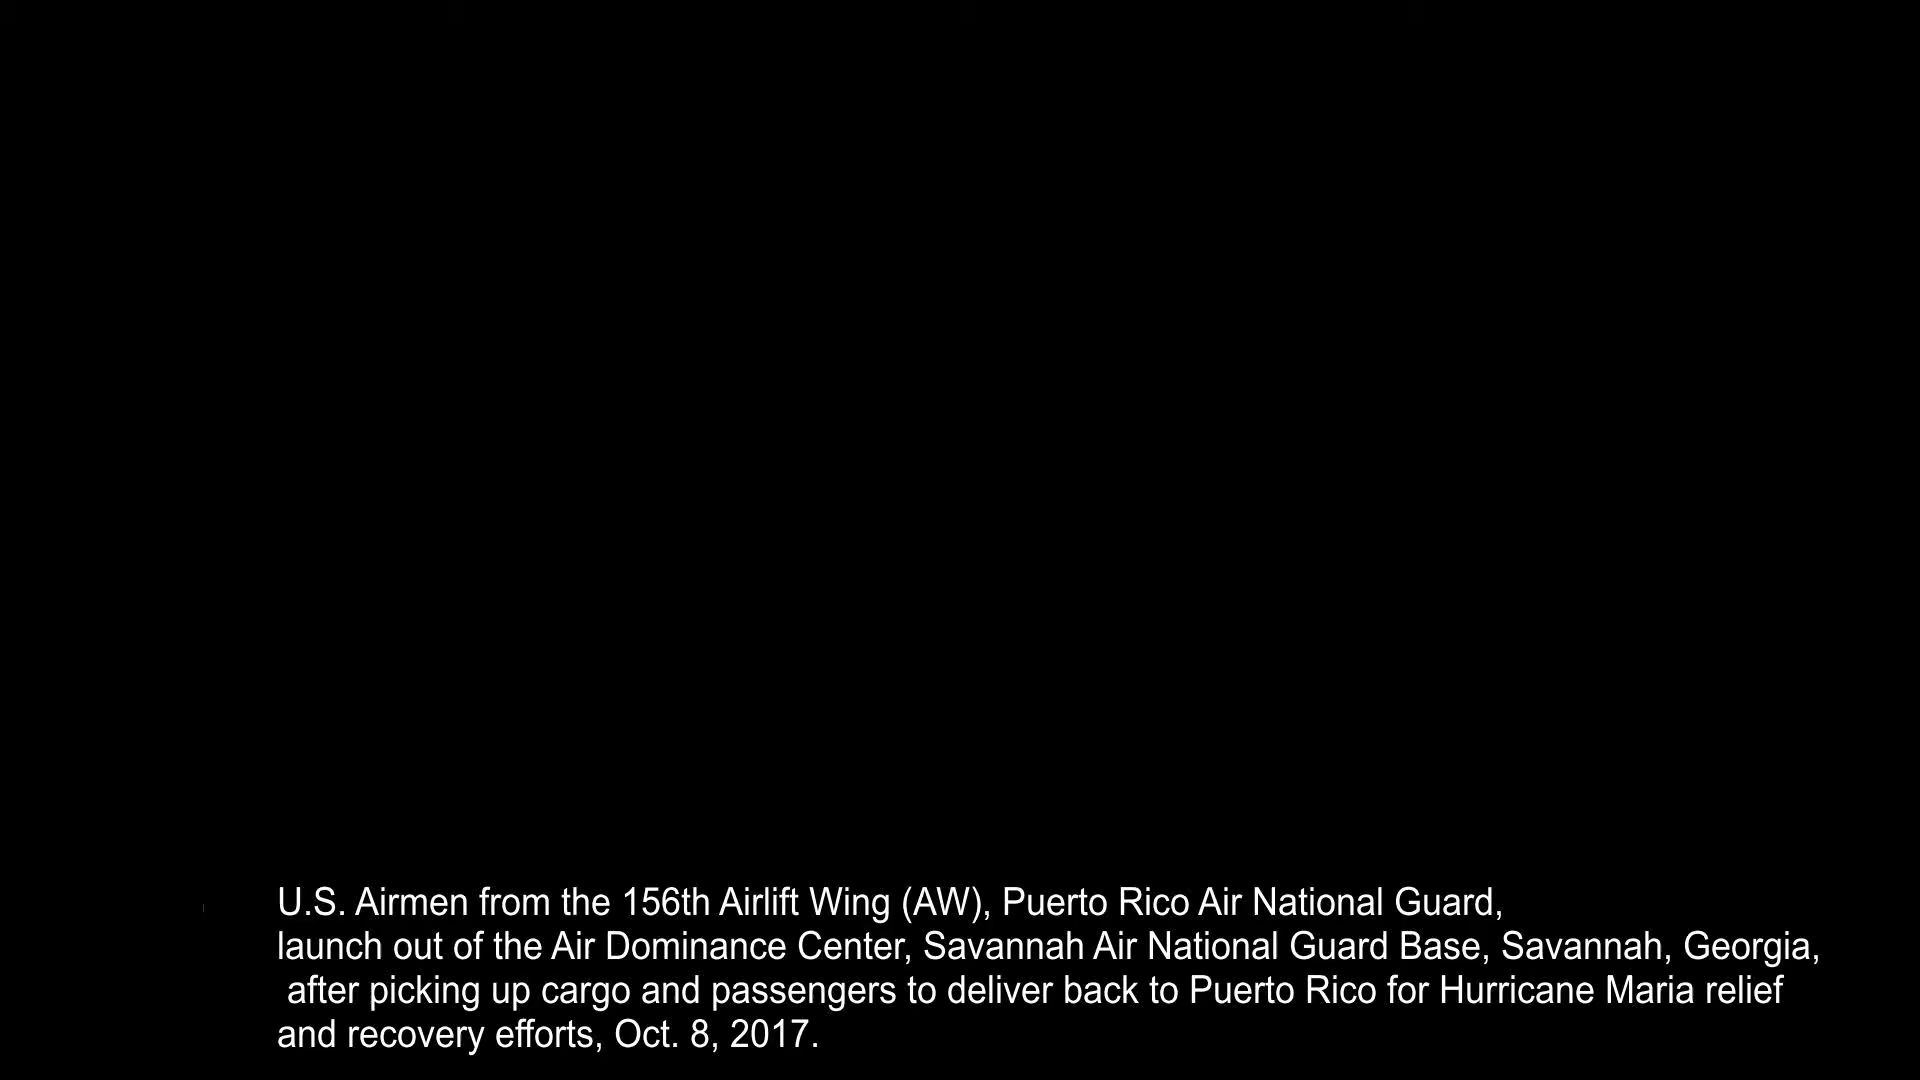 U.S. Airmen from the 156th Airlift Wing (AW), Puerto Rico Air National Guard,
launch out of the Air Dominance Center, Savannah Air National Guard Base, Savannah, Georgia,
after picking up cargo and passengers to deliver back to Puerto Rico for Hurricane Maria relief
and recovery efforts, Oct. 8, 2017.